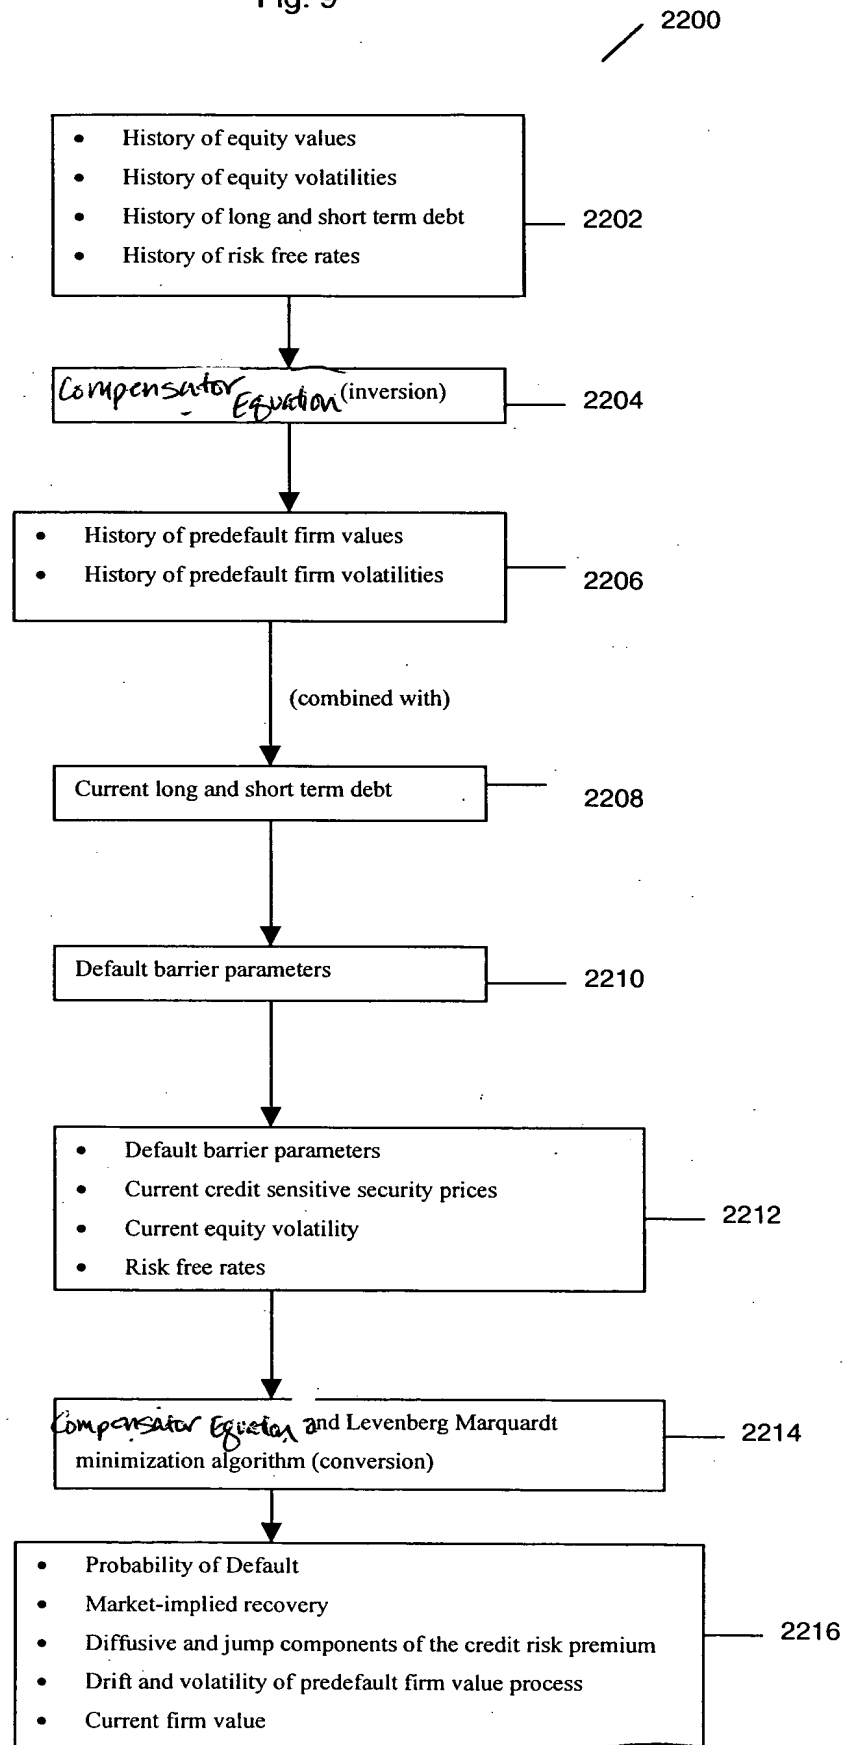 Fig. 9
2200
• History of equity values
• History of equity volatilities
• History of long and short term debt
• History of risk free rates
2202
Compensator Equation (inversion)
2204
• History of predefault firm values
• History of predefault firm volatilities
2206
(combined with)
Current long and short term debt
2208
Default barrier parameters
2210
• Default barrier parameters
• Current credit sensitive security prices
• Current equity volatility
• Risk free rates
2212
Compensator Equation and Levenberg Marquardt
minimization algorithm (conversion)
2214
• Probability of Default
• Market-implied recovery
• Diffusive and jump components of the credit risk premium
• Drift and volatility of predefault firm value process
• Current firm value
2216